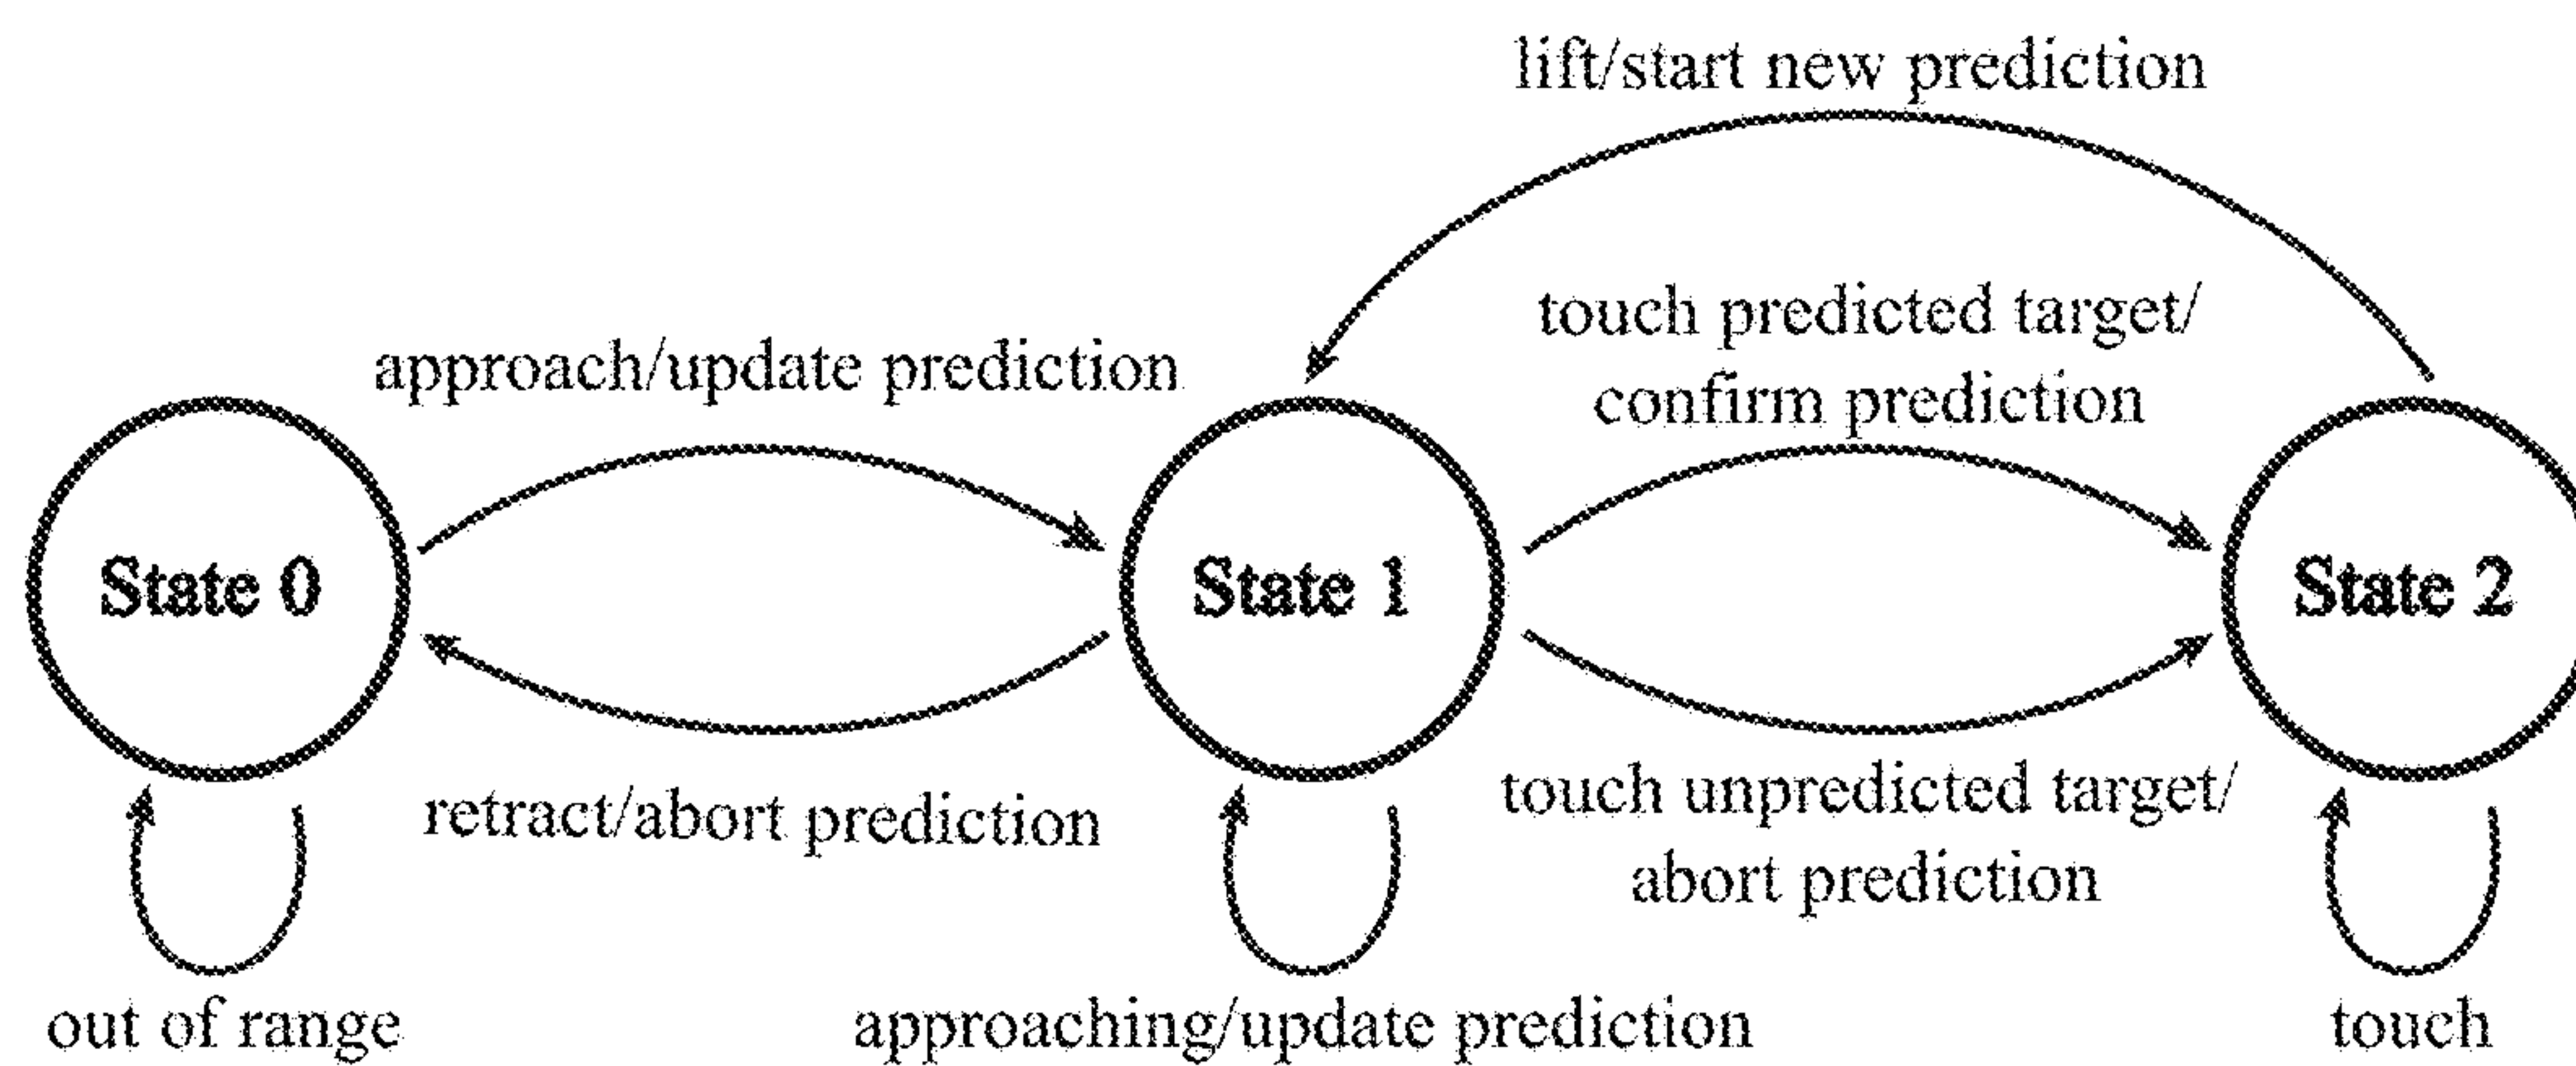 lift/start new prediction
touch predicted target/
confirm prediction
approach/update prediction
State 0
State 1
State 2
retract/abort prediction
touch unpredicted target/
abort prediction
out of range
approaching/update prediction
touch